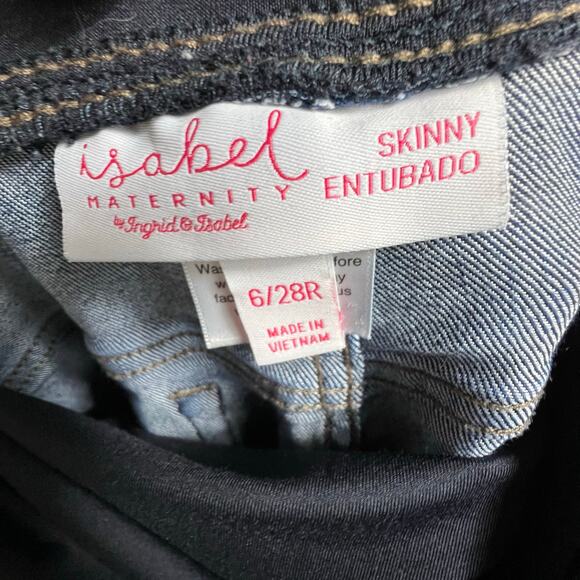 isabel
MATERNITY
by Ingrid & Isabel
SKINNY
ENTUBADO
6/28R
MADE IN
VIETNAM